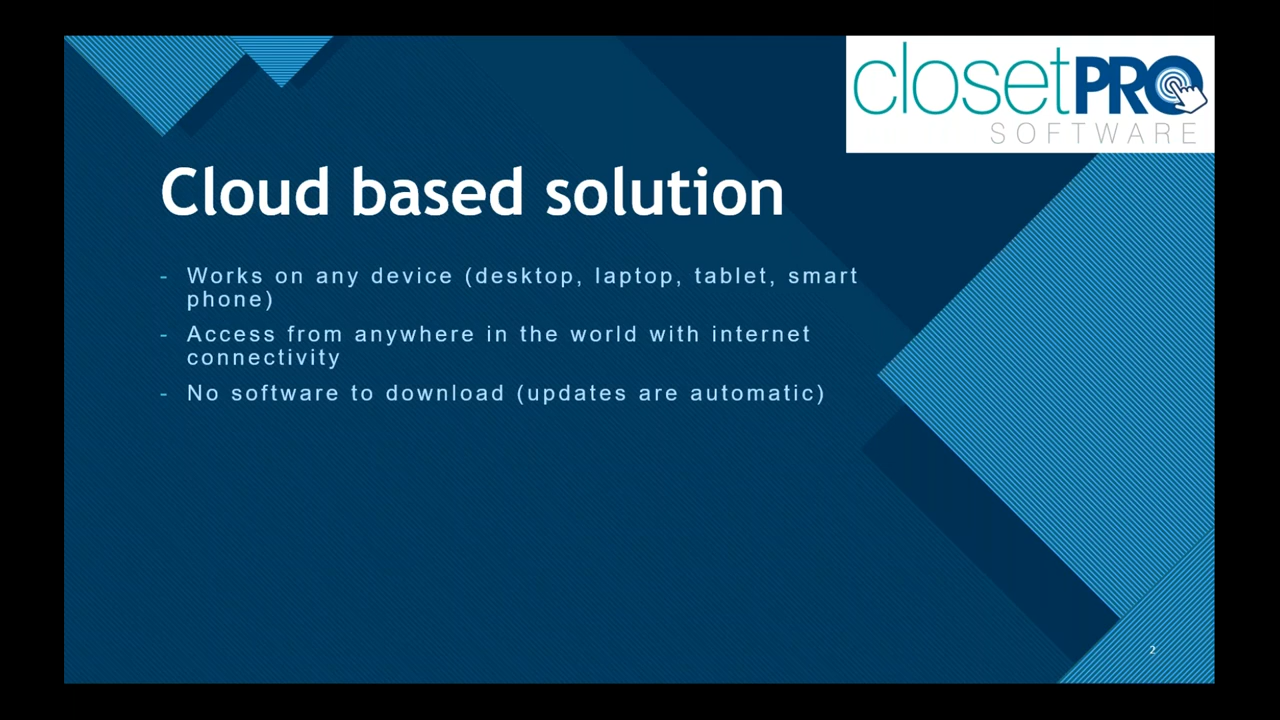 closetPRO
SOFTWARE
Cloud based solution
- Works on any device (desktop, laptop, tablet, smart
phone)
- Access from anywhere in the world with internet
connectivity
- No software to download (updates are automatic)
2